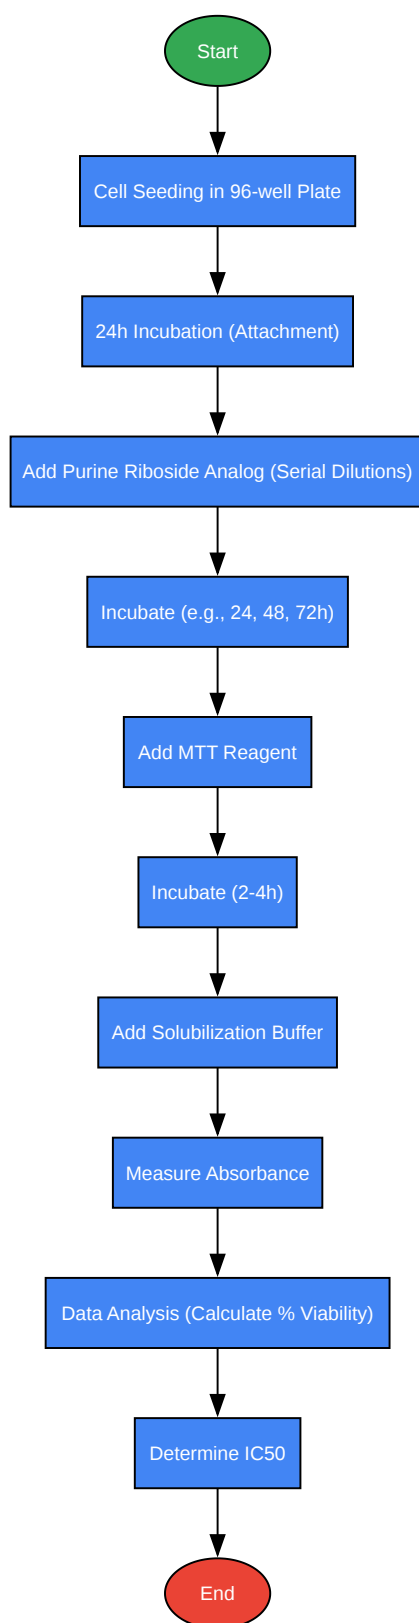 Start
Cell Seeding in 96-well Plate
24h Incubation (Attachment)
Add Purine Riboside Analog (Serial Dilutions)
Incubate (e.g., 24, 48, 72h)
Add MTT Reagent
Incubate (2-4h)
Add Solubilization Buffer
Measure Absorbance
Data Analysis (Calculate % Viability)
Determine IC50
End